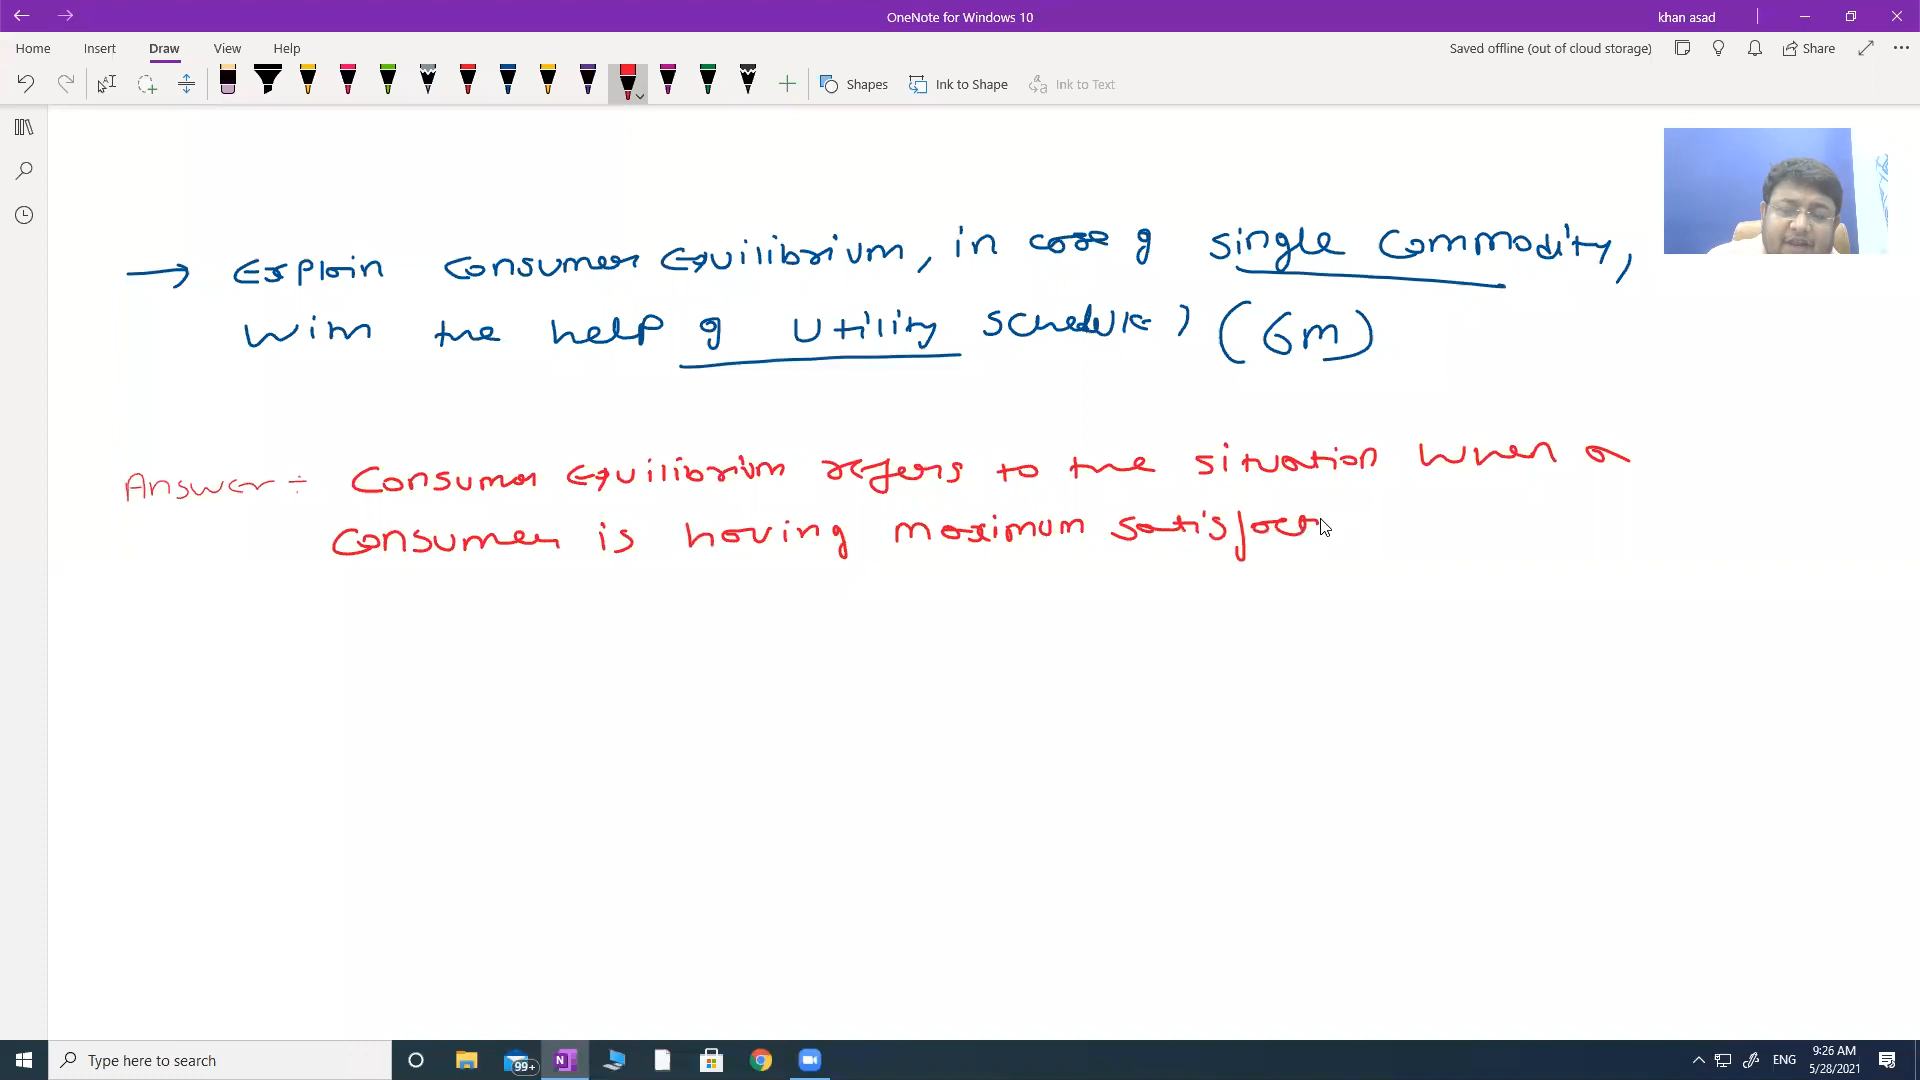 OneNote for Windows 10
khan asad
Home Insert Draw View Help
Saved offline (out of cloud storage)
Share
Shapes
Ink to Shape
Ink to Text
→ Explain Consumer Equilibrium, in case of single Commodity,
With the help of Utility Schedule? (6m)
Answer:- Consumer Equilibrium refers to the situation when a
Consumer is having maximum satisfact
Type here to search
99+
ENG
9:26 AM
5/28/2021